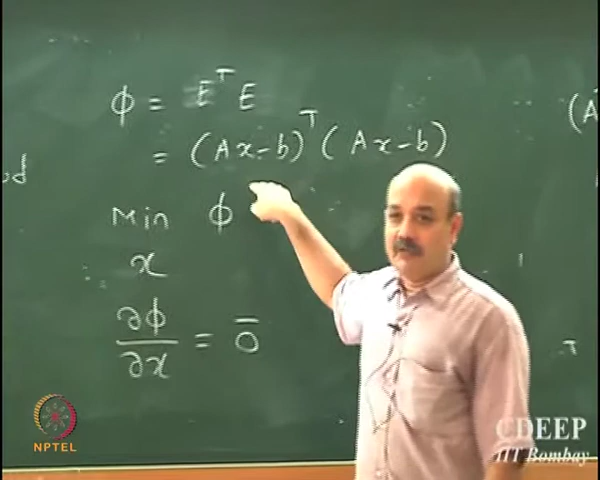 ϕ = E^T E
= (Ax-b)^T (Ax-b)
Min ϕ
x
∂ϕ/∂x = 0̄
(A
T
NPTEL
CDEEP
IIT Bombay